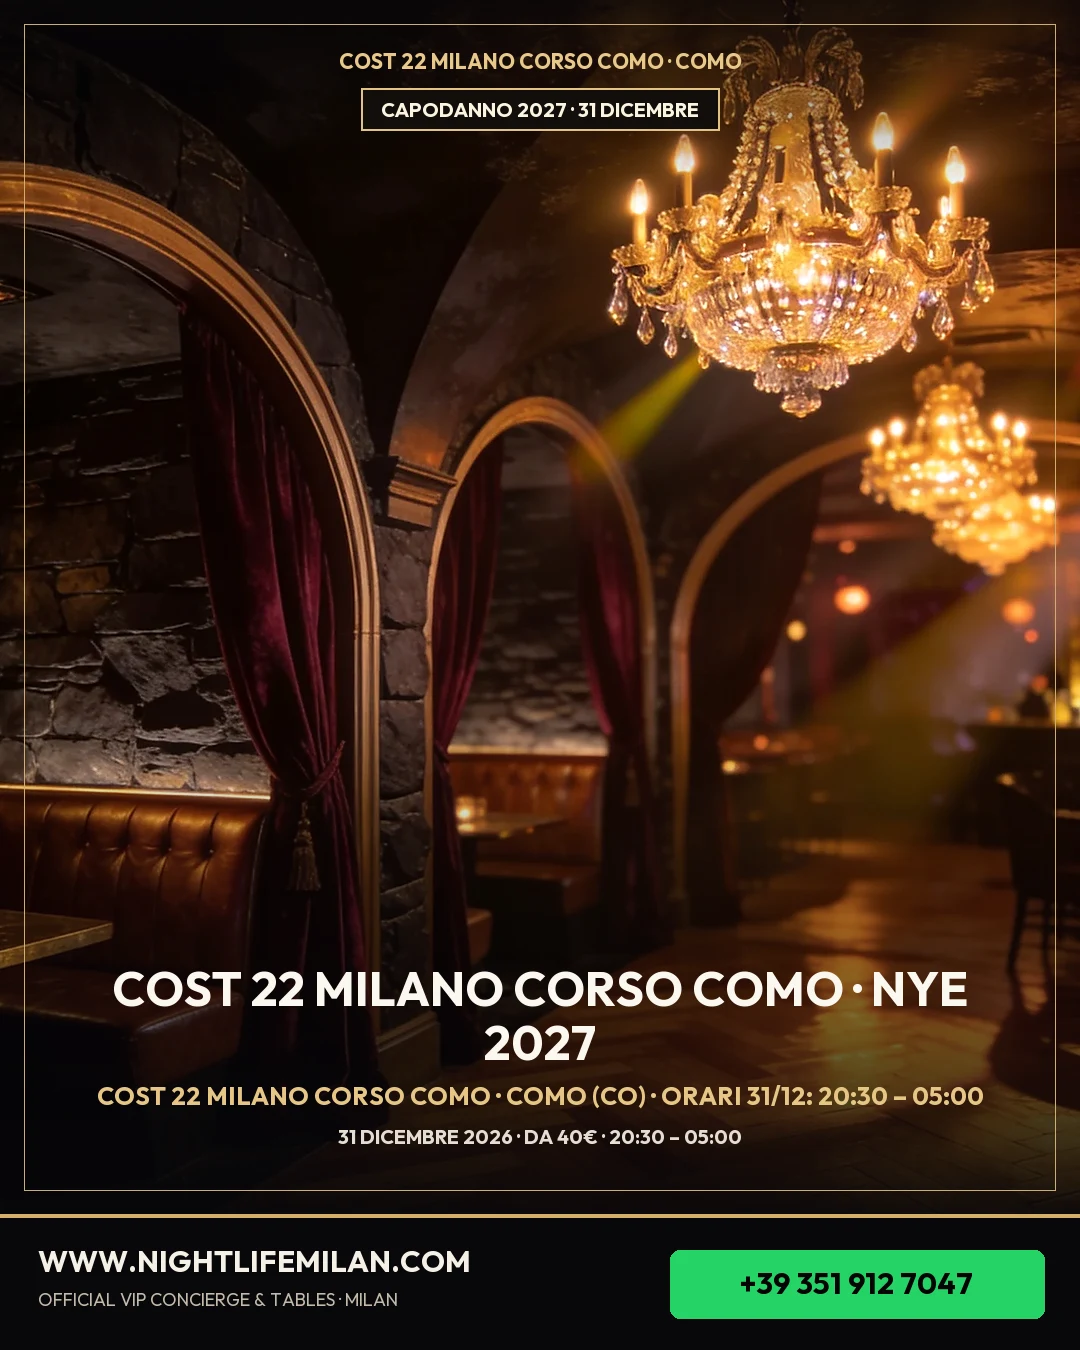 COST 22 MILANO CORSO COMO · COMO
CAPODANNO 2027 · 31 DICEMBRE
COST 22 MILANO CORSO COMO · NYE
2027
COST 22 MILANO CORSO COMO · COMO (CO) · ORARI 31/12: 20:30 – 05:00
31 DICEMBRE 2026 · DA 40€ · 20:30 – 05:00
WWW.NIGHTLIFEMILAN.COM
OFFICIAL VIP CONCIERGE & TABLES · MILAN
+39 351 912 7047